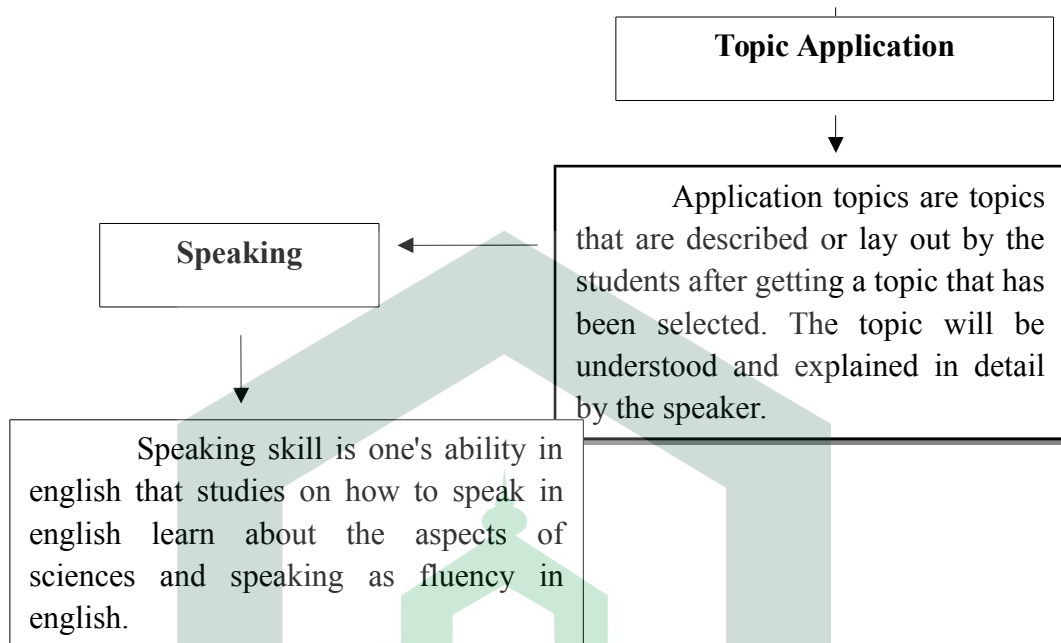 Topic Application
Application topics are topics
that are described or lay out by the
students after getting a topic that has
been selected. The topic will be
understood and explained in detail
by the speaker.
Speaking
Speaking skill is one's ability in
english that studies on how to speak in
english learn about the aspects of
sciences and speaking as fluency in
english.